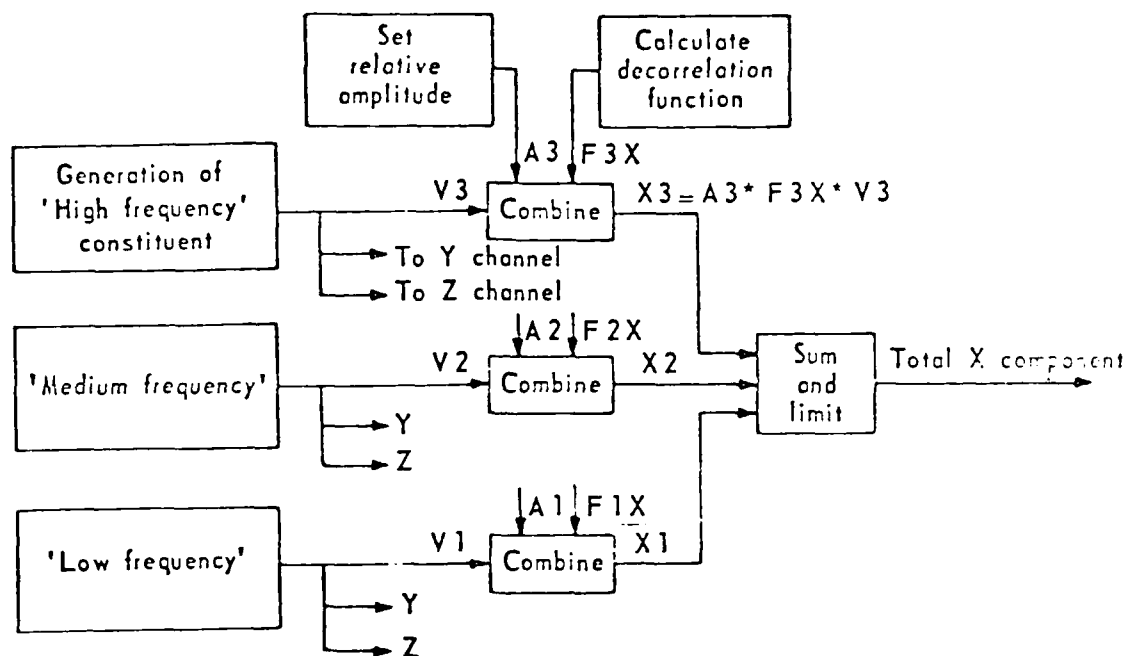 Set
relative
amplitude
Calculate
decorrelation
function
A3
F3X
Generation of
'High frequency'
constituent
V3
Combine
X3 = A3* F3X* V3
To Y channel
To Z channel
A2
F2X
'Medium frequency'
V2
Combine
X2
Y
Z
Sum
and
limit
Total X component
A1
F1X
'Low frequency'
V1
Combine
X1
Y
Z